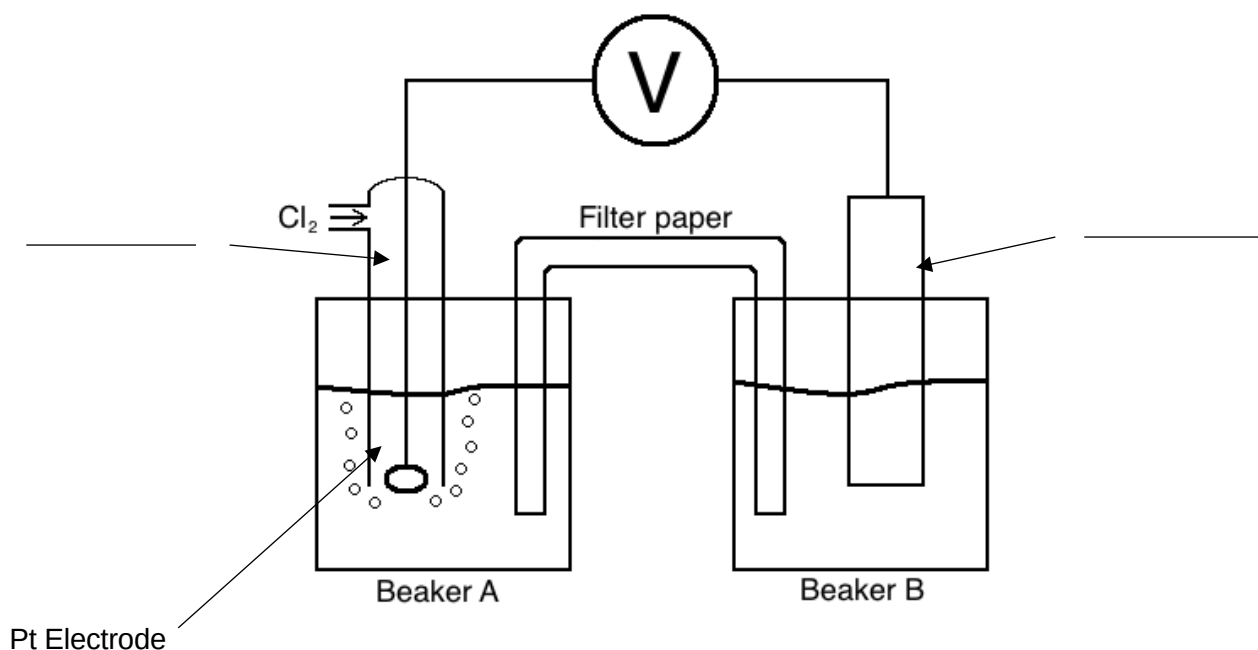 V
Cl₂
Filter paper
Beaker A
Beaker B
Pt Electrode